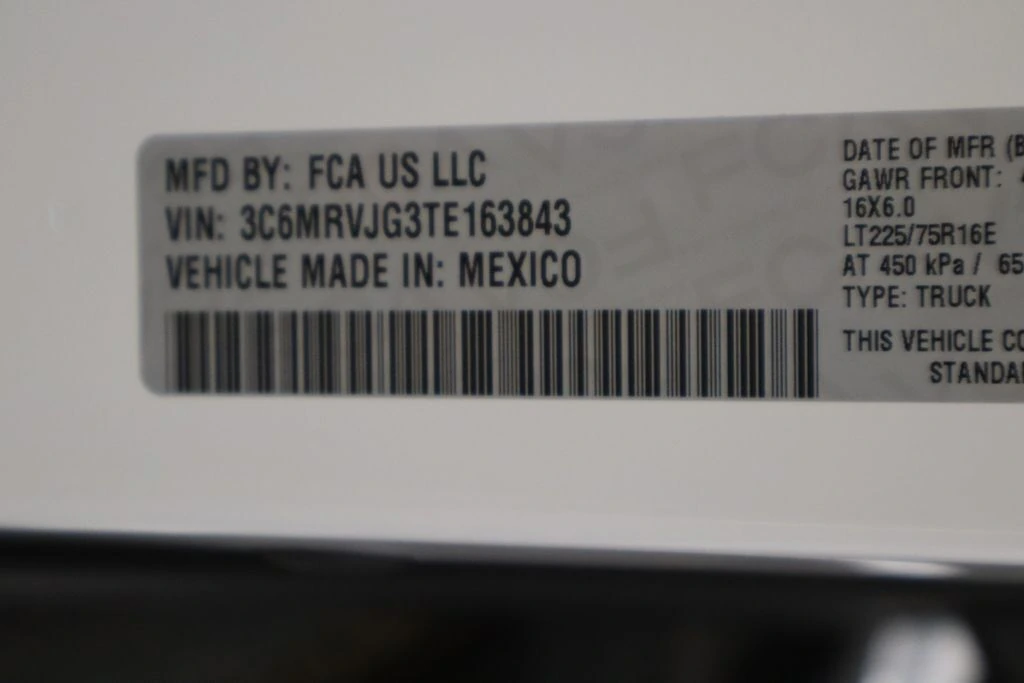 MFD BY: FCA US LLC
VIN: 3C6MRVJG3TE163843
VEHICLE MADE IN: MEXICO
DATE OF MFR (
GAWR FRONT:
16X6.0
LT225/75R16E
AT 450 kPa / 65
TYPE: TRUCK
THIS VEHICLE